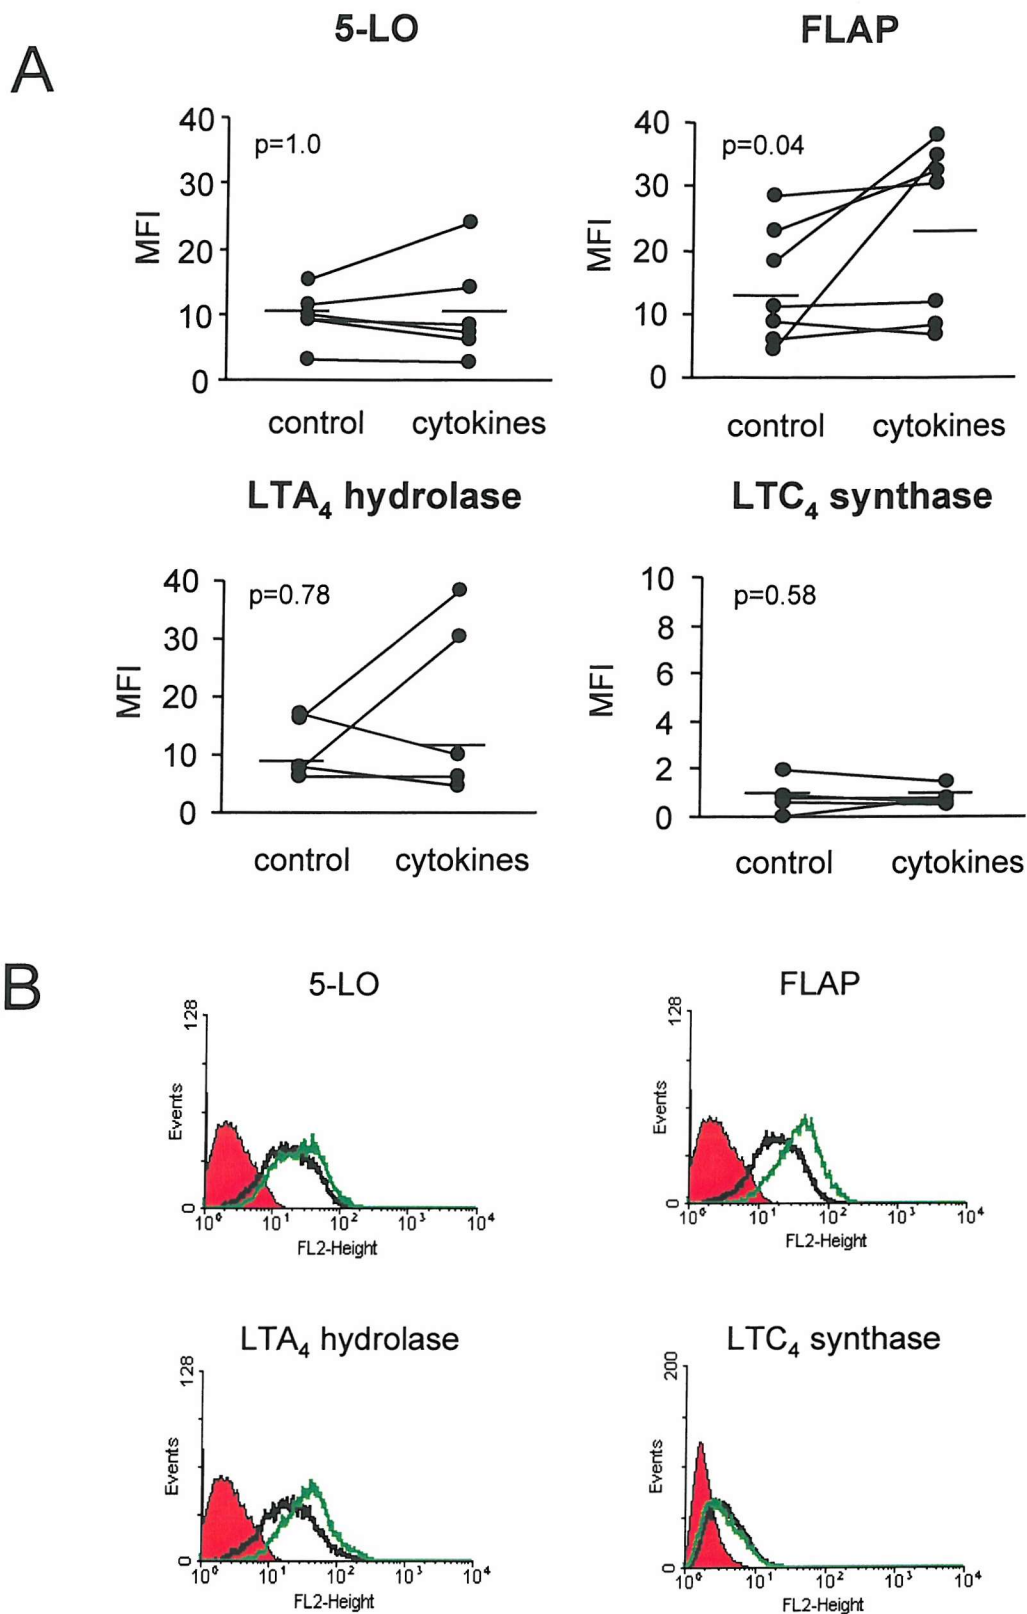 A
5-LO
FLAP
40
30
20
10
0
MFI
p=1.0
control cytokines
40
30
20
10
0
MFI
p=0.04
control cytokines
LTA₄ hydrolase
LTC₄ synthase
40
30
20
10
0
MFI
p=0.78
control cytokines
10
8
6
4
2
0
MFI
p=0.58
control cytokines
B
5-LO
FLAP
128
Events
0
10⁰ 10¹ 10² 10³ 10⁴
FL2-Height
128
Events
0
10⁰ 10¹ 10² 10³ 10⁴
FL2-Height
LTA₄ hydrolase
LTC₄ synthase
128
Events
0
10⁰ 10¹ 10² 10³ 10⁴
FL2-Height
200
Events
0
10⁰ 10¹ 10² 10³ 10⁴
FL2-Height